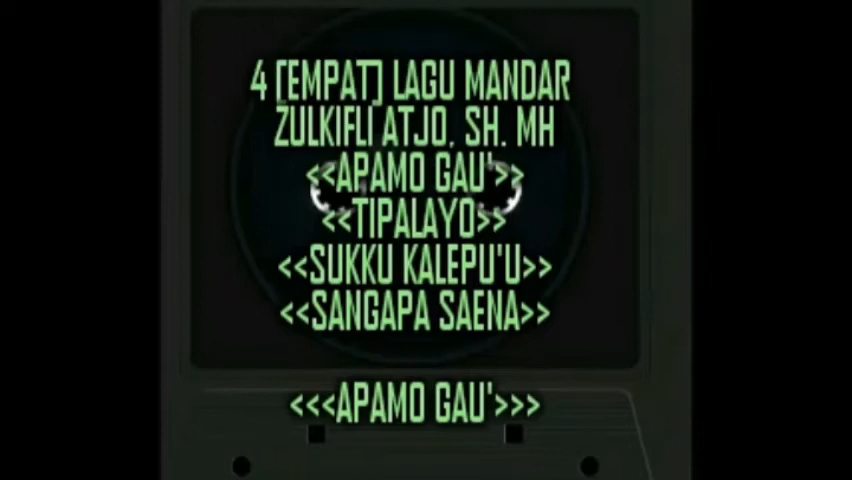 4 [EMPAT] LAGU MANDAR
ZULKIFLI ATJO, SH. MH
<<APAMO GAU'>>
<<TIPALAYO>>
<<SUKKU KALEPU'U>>
<<SANGAPA SAENA>>
<<<APAMO GAU'>>>